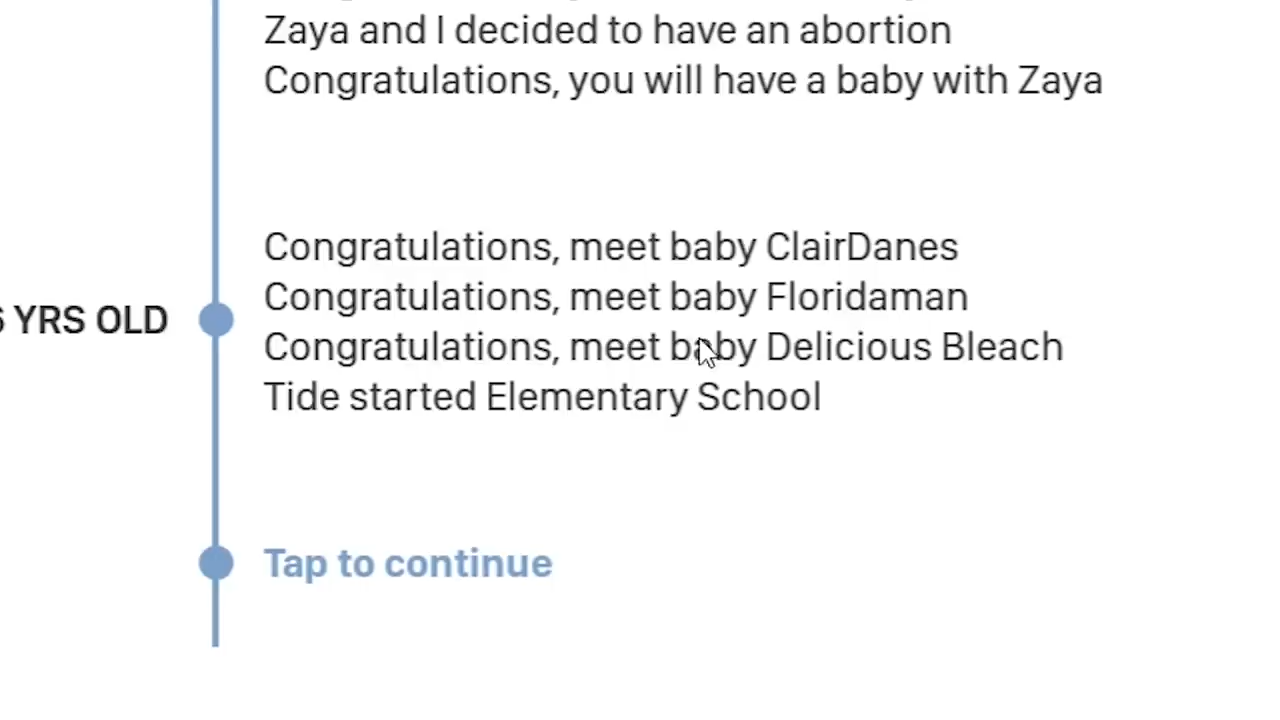 Zaya and I decided to have an abortion
Congratulations, you will have a baby with Zaya
Congratulations, meet baby ClairDanes
Congratulations, meet baby Floridaman
YRS OLD
Congratulations, meet baby Delicious Bleach
Tide started Elementary School
Tap to continue